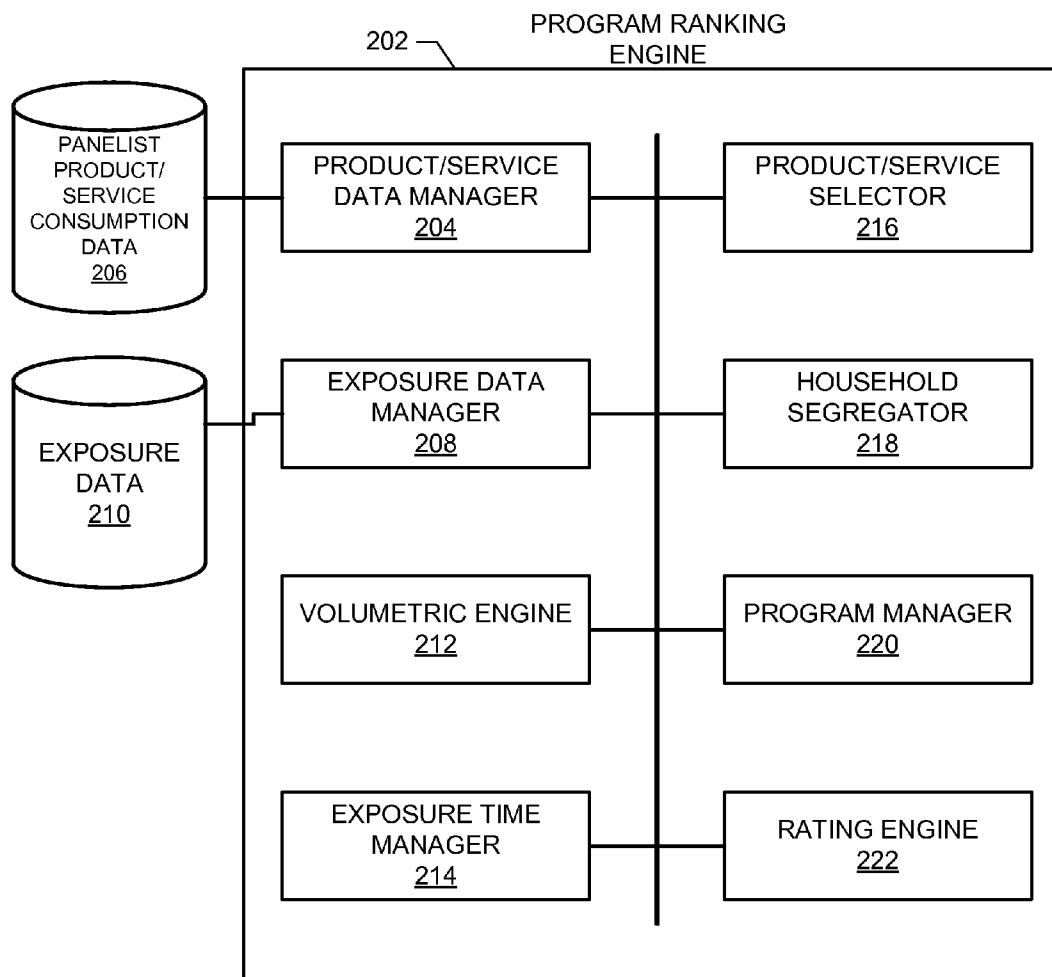 PROGRAM RANKING
ENGINE
202
PANELIST
PRODUCT/
SERVICE
CONSUMPTION
DATA
206
PRODUCT/SERVICE
DATA MANAGER
204
PRODUCT/SERVICE
SELECTOR
216
EXPOSURE
DATA
210
EXPOSURE DATA
MANAGER
208
HOUSEHOLD
SEGREGATOR
218
VOLUMETRIC ENGINE
212
PROGRAM MANAGER
220
EXPOSURE TIME
MANAGER
214
RATING ENGINE
222